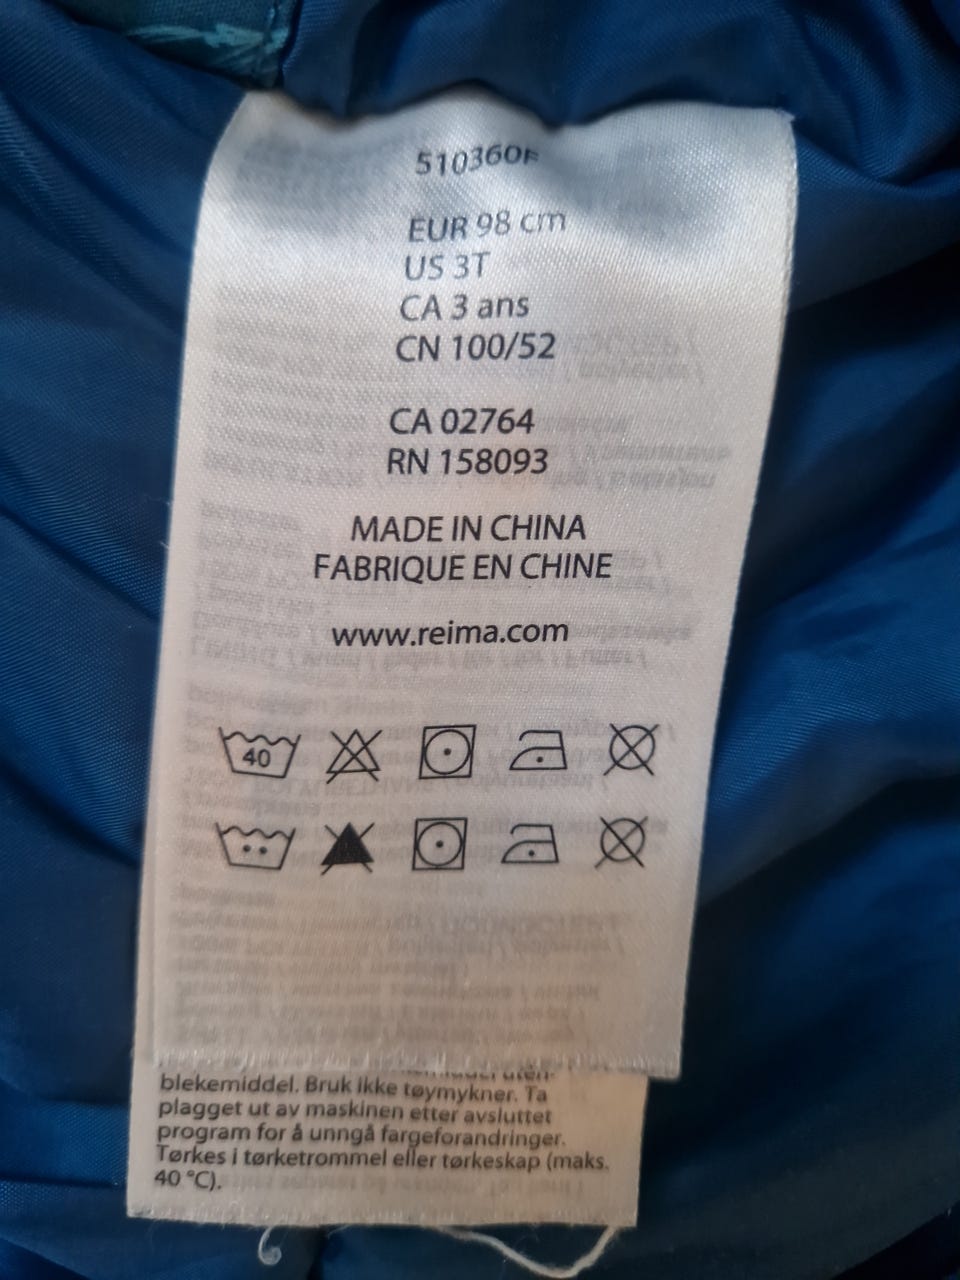 510360F
EUR 98 cm
US 3T
CA 3 ans
CN 100/52
CA 02764
RN 158093
MADE IN CHINA
FABRIQUE EN CHINE
www.reima.com
40
blekemiddel. Bruk ikke tøymykner. Ta
plagget ut av maskinen etter avsluttet
program for å unngå fargeforandringer.
Tørkes i tørketrommel eller tørkeskap (maks.
40 °C).